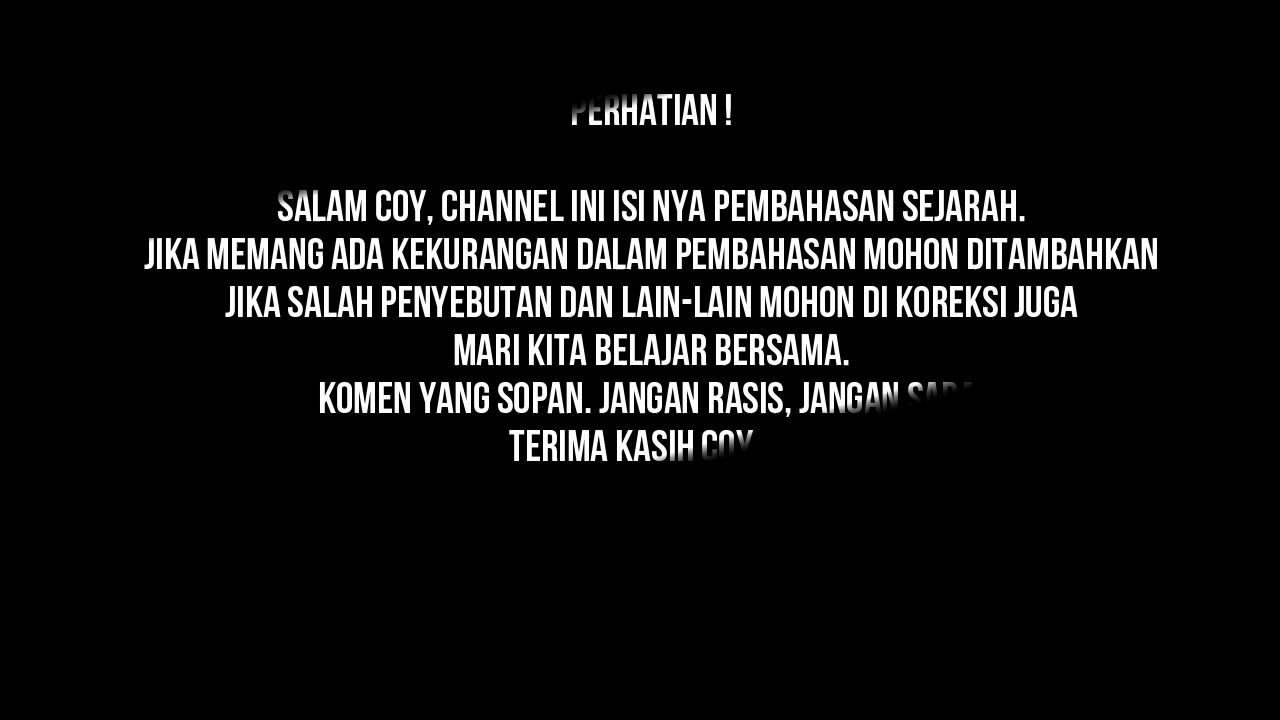 PERHATIAN !
SALAM COY, CHANNEL INI ISI NYA PEMBAHASAN SEJARAH.
JIKA MEMANG ADA KEKURANGAN DALAM PEMBAHASAN MOHON DITAMBAHKAN
JIKA SALAH PENYEBUTAN DAN LAIN-LAIN MOHON DI KOREKSI JUGA
MARI KITA BELAJAR BERSAMA.
KOMEN YANG SOPAN. JANGAN RASIS, JANGAN
TERIMA KASIH COY